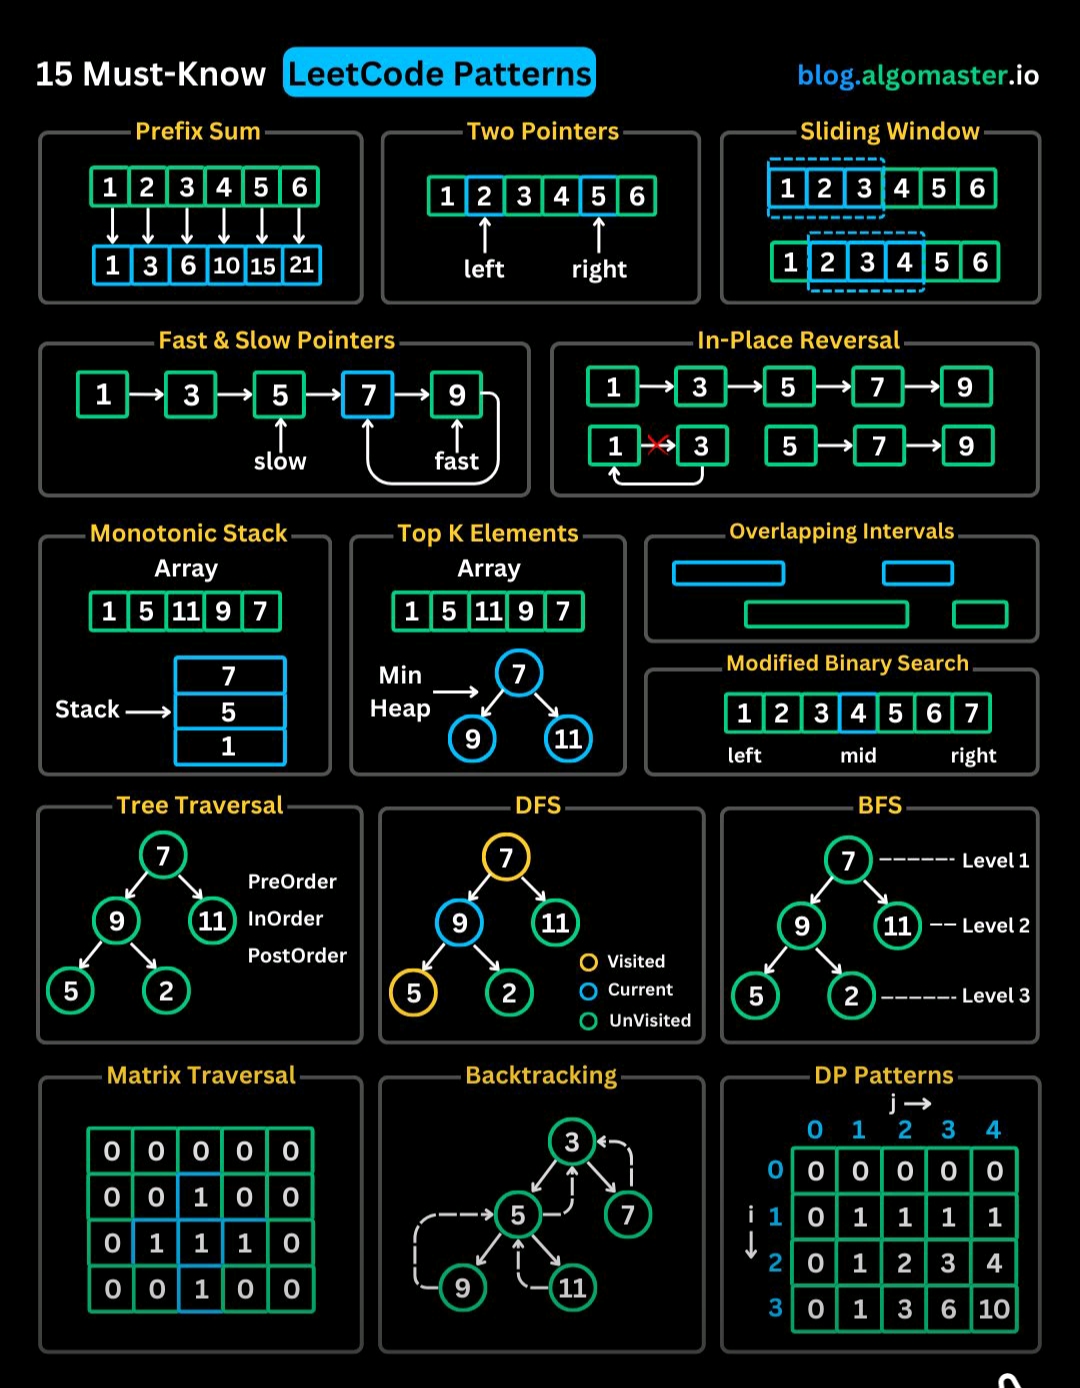 15 Must-Know LeetCode Patterns
blog.algomaster.io
Prefix Sum
1 2 3 4 5 6
1 3 6 10 15 21
Two Pointers
1 2 3 4 5 6
left right
Sliding Window
1 2 3 4 5 6
1 2 3 4 5 6
Fast & Slow Pointers
1 3 5 7 9
slow fast
In-Place Reversal
1 3 5 7 9
1 3 5 7 9
Monotonic Stack
Array
1 5 11 9 7
7
Stack 5
1
Top K Elements
Array
1 5 11 9 7
Min
Heap
7
9 11
Overlapping Intervals
Modified Binary Search
1 2 3 4 5 6 7
left mid right
Tree Traversal
7
PreOrder
9 11 InOrder
PostOrder
5 2
DFS
7
9 11
Visited
5 2 Current
UnVisited
BFS
7 Level 1
9 11 Level 2
5 2 Level 3
Matrix Traversal
0 0 0 0 0
0 0 1 0 0
0 1 1 1 0
0 0 1 0 0
Backtracking
3
5 7
9 11
DP Patterns
j
0 1 2 3 4
0 0 0 0 0 0
i 1 0 1 1 1 1
2 0 1 2 3 4
3 0 1 3 6 10